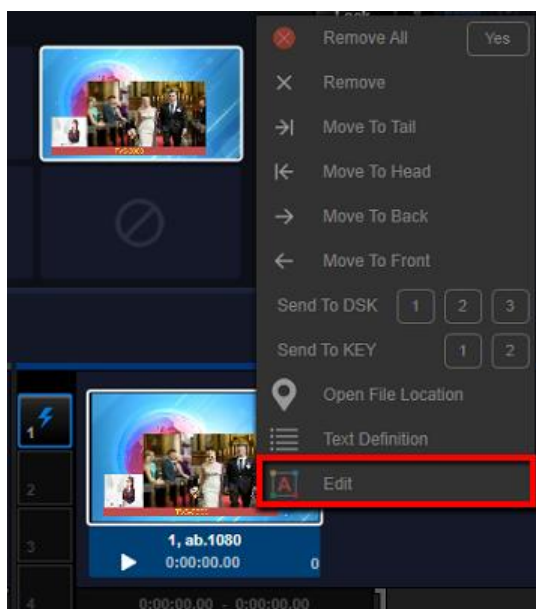 Lock
Remove All Yes
Remove
Move To Tail
Move To Head
Move To Back
Move To Front
Send To DSK 1 2 3
Send To KEY 1 2
Open File Location
Text Definition
A Edit
1
2
3
4
1, ab.1080
0:00:00.00 0
0:00:00.00 - 0:00:00.00